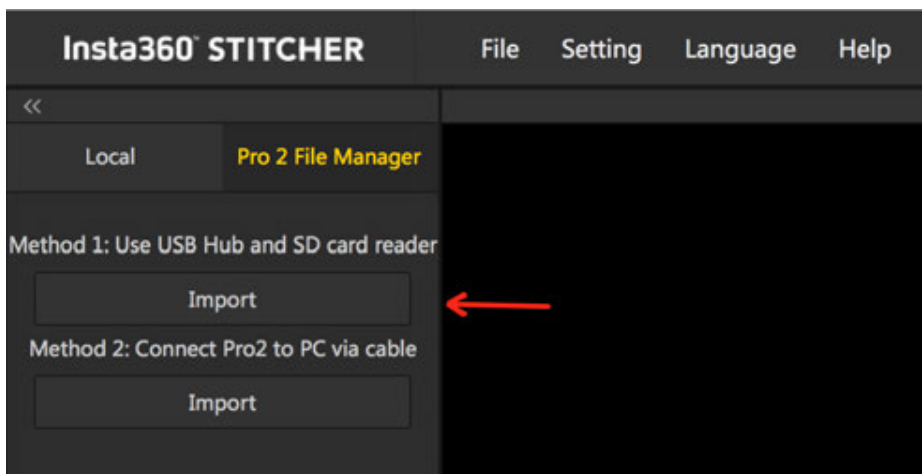 Insta360™ STITCHER File Setting Language Help
«
Local Pro 2 File Manager
Method 1: Use USB Hub and SD card reader
Import
Method 2: Connect Pro2 to PC via cable
Import